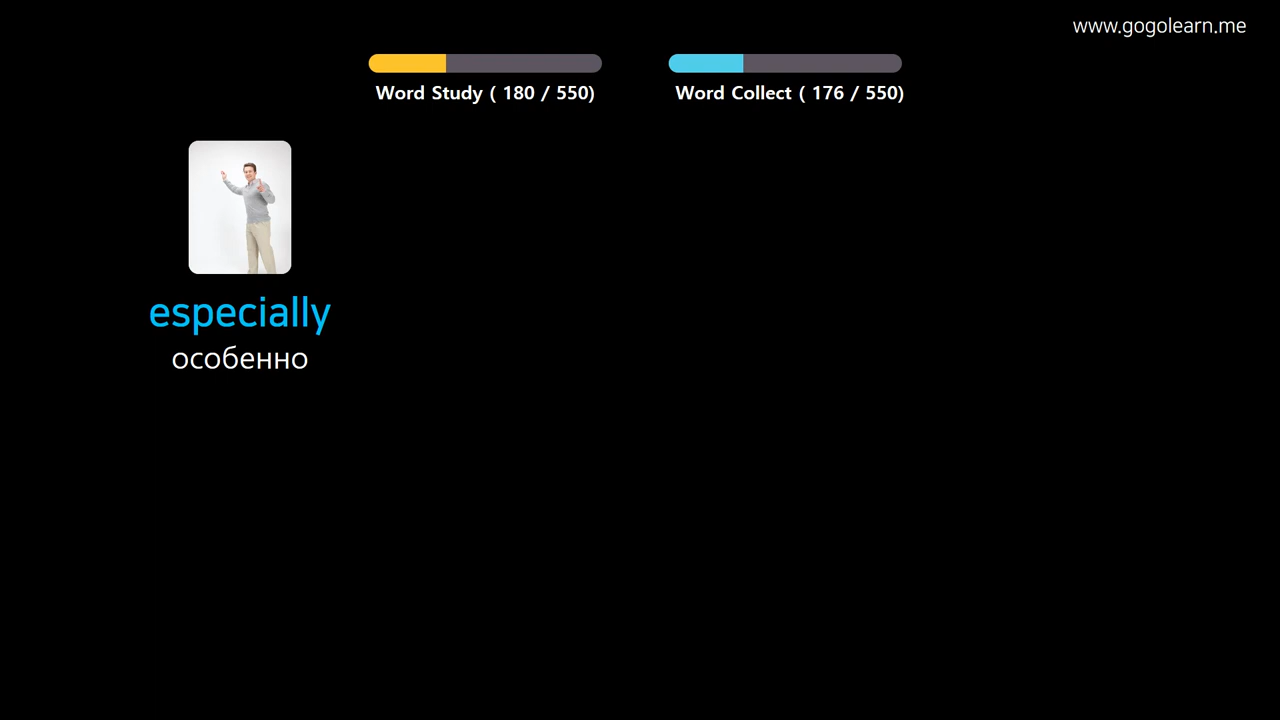 www.gogolearn.me
Word Study ( 180 / 550)
Word Collect ( 176 / 550)
especially
особенно